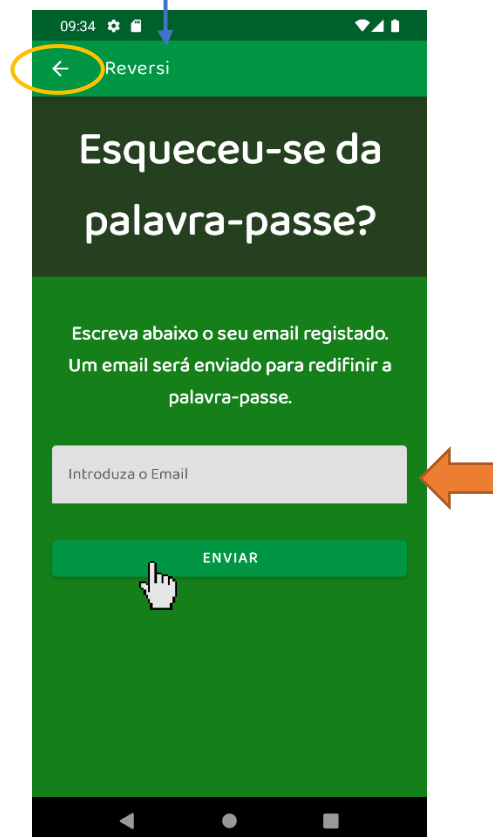 09:34
Reversi
Esqueceu-se da
palavra-passe?
Escreva abaixo o seu email registado.
Um email será enviado para redifinir a
palavra-passe.
Introduza o Email
ENVIAR